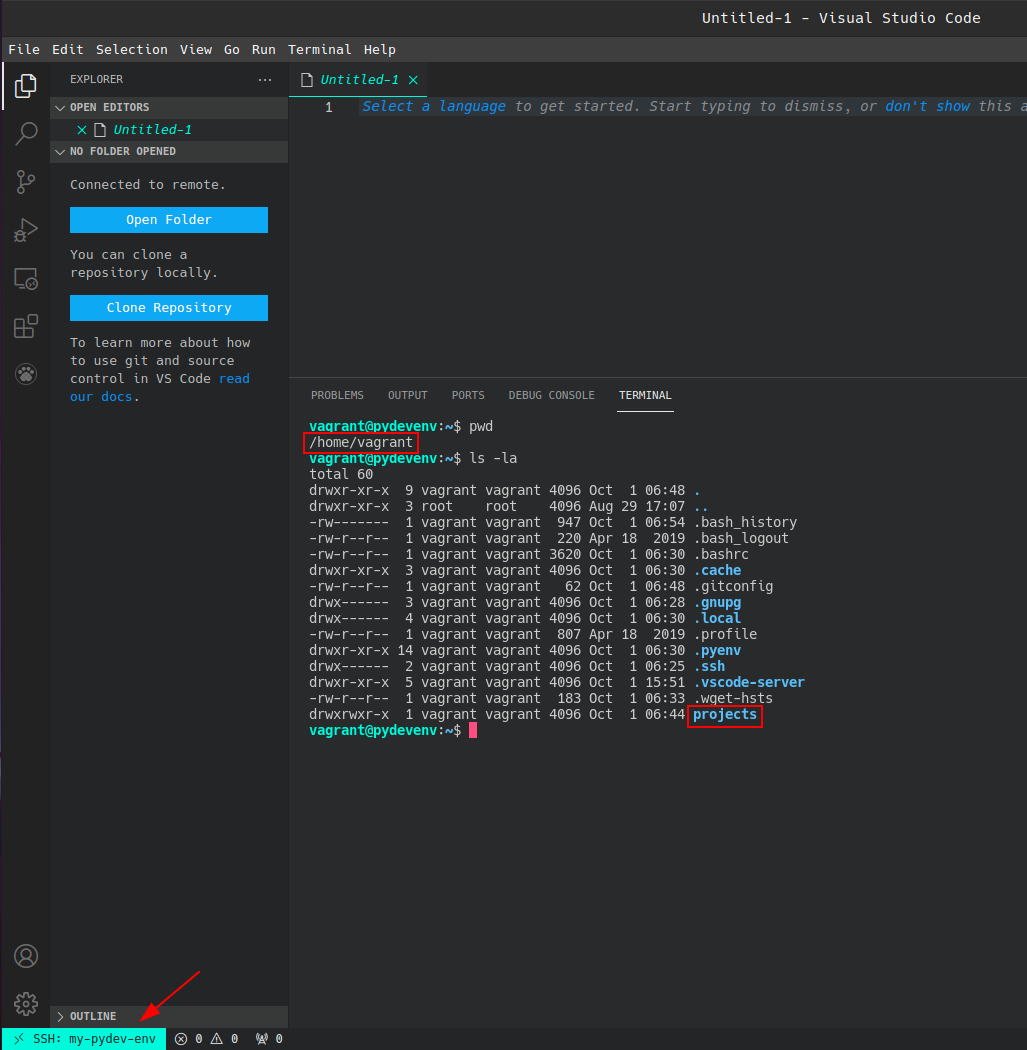 Untitled-1 - Visual Studio Code
File Edit Selection View Go Run Terminal Help
EXPLORER
OPEN EDITORS
Untitled-1
NO FOLDER OPENED
Connected to remote.
Open Folder
You can clone a
repository locally.
Clone Repository
To learn more about how
to use git and source
control in VS Code read
our docs.
OUTLINE
Untitled-1
1 Select a language to get started. Start typing to dismiss, or don't show this a
PROBLEMS OUTPUT PORTS DEBUG CONSOLE TERMINAL
vagrant@pydevenv:~$ pwd
/home/vagrant
vagrant@pydevenv:~$ ls -la
total 60
drwxr-xr-x  9 vagrant vagrant 4096 Oct  1 06:48 .
drwxr-xr-x  3 root    root    4096 Aug 29 17:07 ..
-rw-------  1 vagrant vagrant  947 Oct  1 06:54 .bash_history
-rw-r--r--  1 vagrant vagrant  220 Apr 18  2019 .bash_logout
-rw-r--r--  1 vagrant vagrant 3620 Oct  1 06:30 .bashrc
drwxr-xr-x  3 vagrant vagrant 4096 Oct  1 06:30 .cache
-rw-r--r--  1 vagrant vagrant   62 Oct  1 06:48 .gitconfig
drwx------  3 vagrant vagrant 4096 Oct  1 06:28 .gnupg
drwx------  4 vagrant vagrant 4096 Oct  1 06:30 .local
-rw-r--r--  1 vagrant vagrant  807 Apr 18  2019 .profile
drwxr-xr-x 14 vagrant vagrant 4096 Oct  1 06:30 .pyenv
drwx------  2 vagrant vagrant 4096 Oct  1 06:25 .ssh
drwxr-xr-x  5 vagrant vagrant 4096 Oct  1 15:51 .vscode-server
-rw-r--r--  1 vagrant vagrant  183 Oct  1 06:33 .wget-hsts
drwxrwxr-x  1 vagrant vagrant 4096 Oct  1 06:44 projects
vagrant@pydevenv:~$
SSH: my-pydev-env 0 0 0